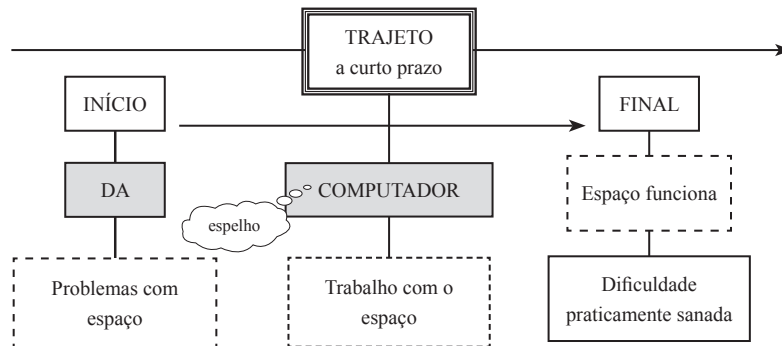 TRAJETO
a curto prazo
INÍCIO
FINAL
DA
COMPUTADOR
Espaço funciona
espelho
Problemas com
espaço
Trabalho com o
espaço
Dificuldade
praticamente sanada